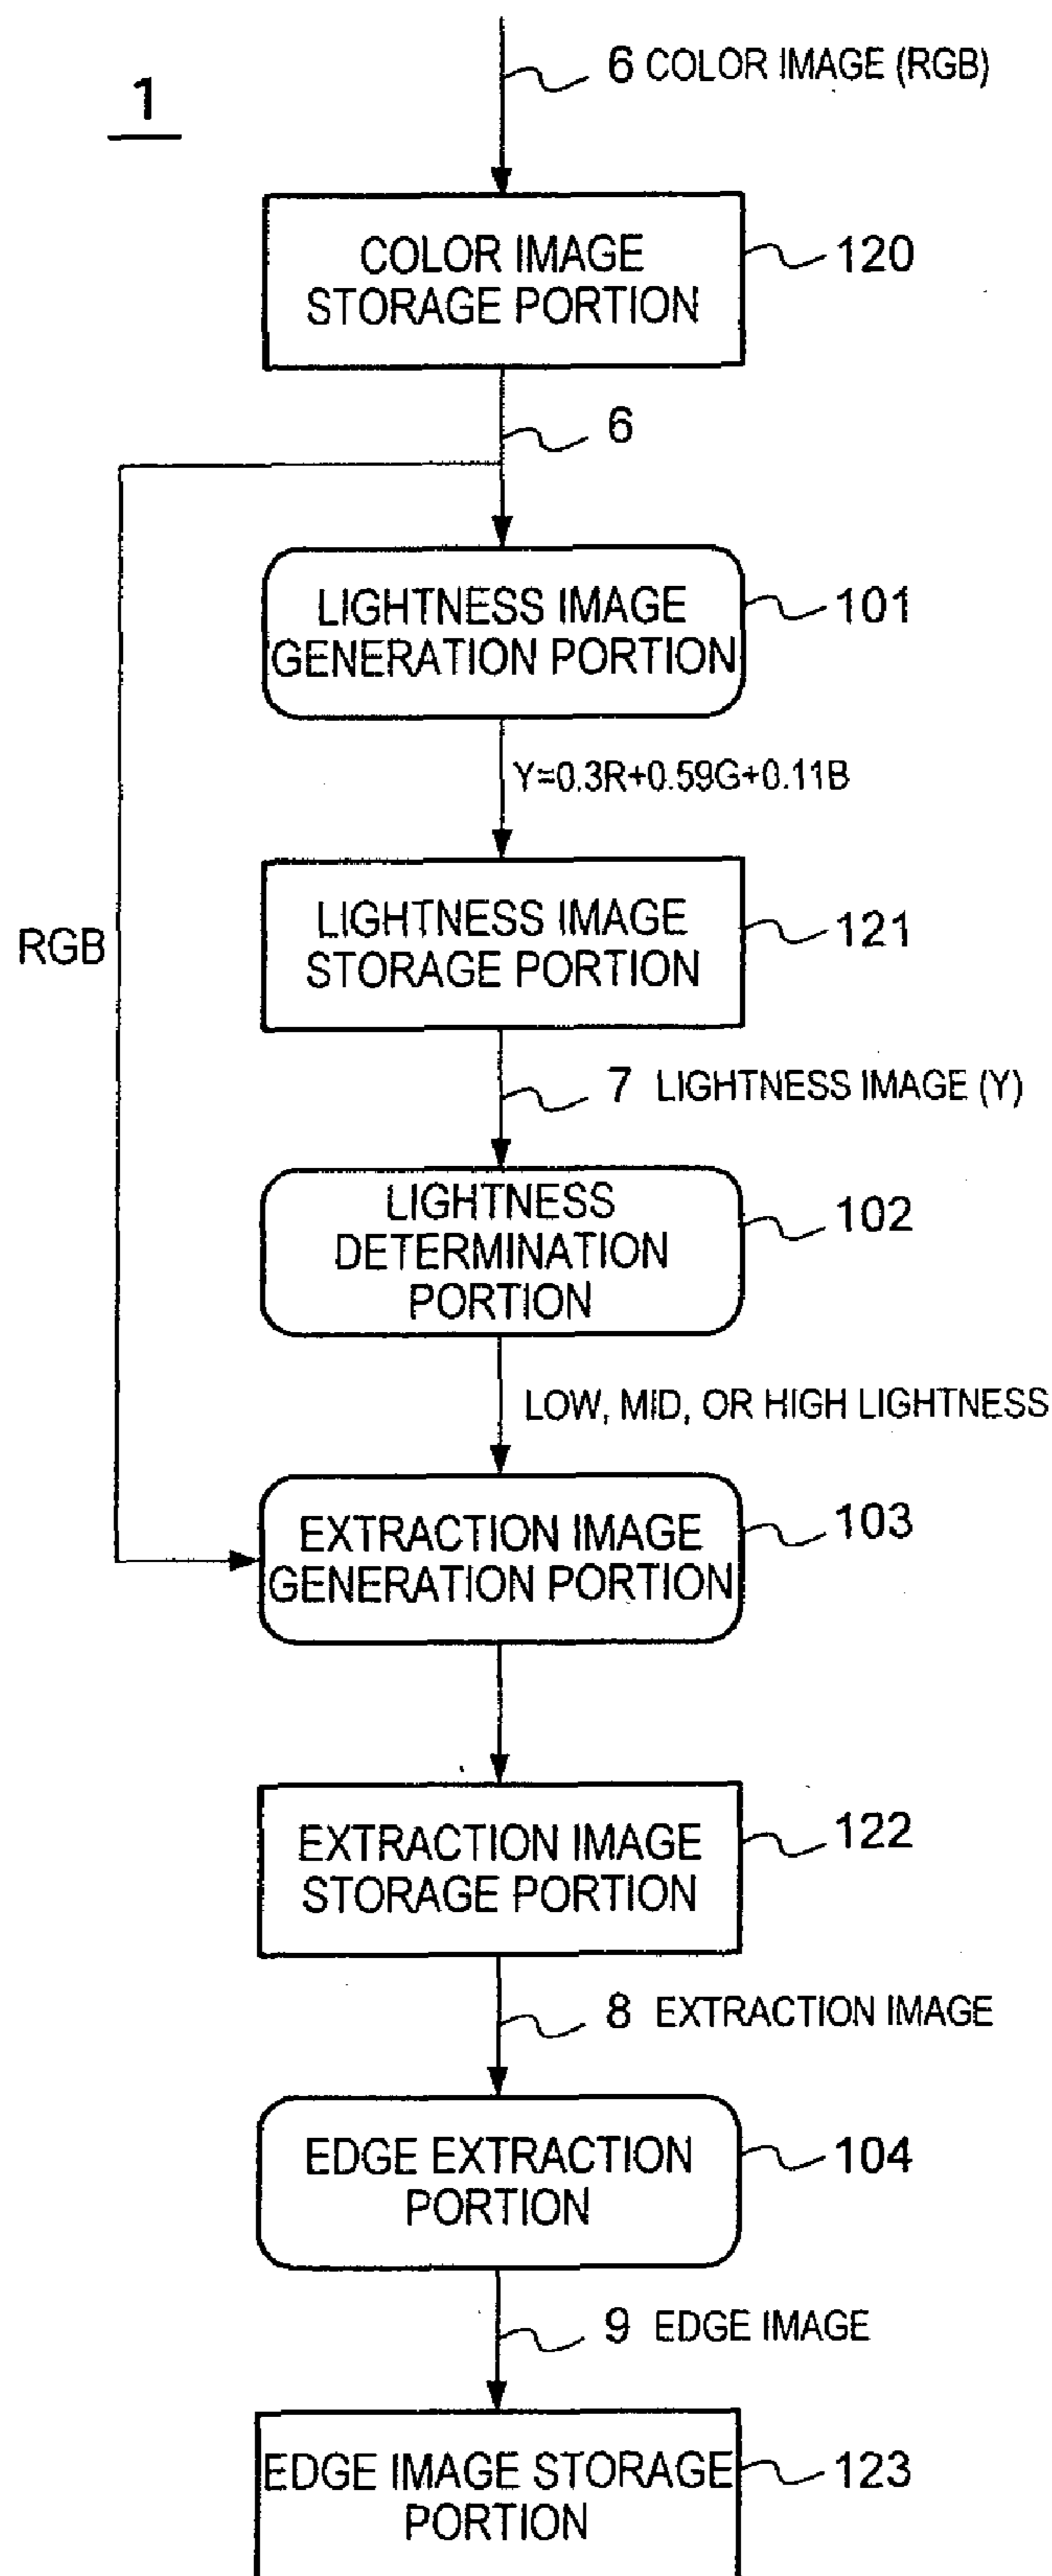 6 COLOR IMAGE (RGB)
1
COLOR IMAGE
STORAGE PORTION
120
6
LIGHTNESS IMAGE
GENERATION PORTION
101
Y=0.3R+0.59G+0.11B
LIGHTNESS IMAGE
STORAGE PORTION
121
RGB
7 LIGHTNESS IMAGE (Y)
LIGHTNESS
DETERMINATION
PORTION
102
LOW, MID, OR HIGH LIGHTNESS
EXTRACTION IMAGE
GENERATION PORTION
103
EXTRACTION IMAGE
STORAGE PORTION
122
8 EXTRACTION IMAGE
EDGE EXTRACTION
PORTION
104
9 EDGE IMAGE
EDGE IMAGE STORAGE
PORTION
123